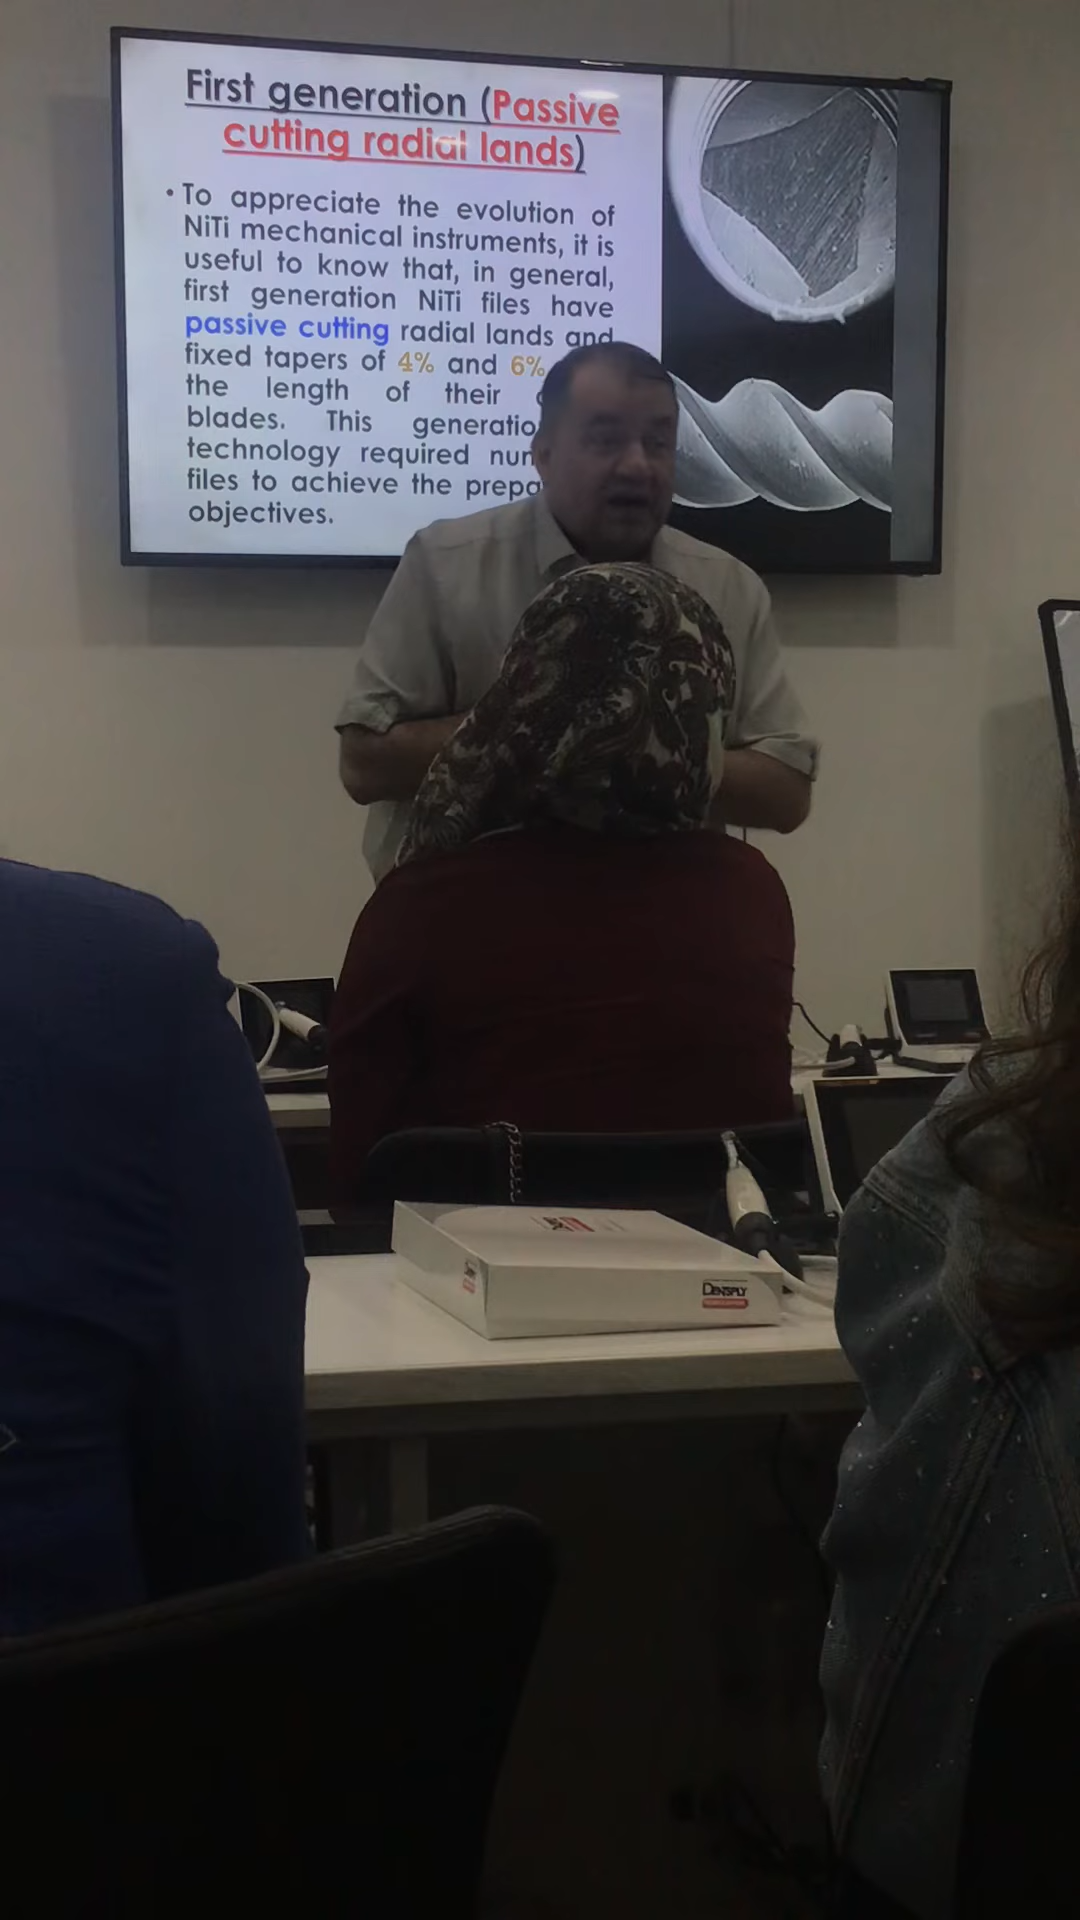 First generation (Passive
cutting radial lands)
• To appreciate the evolution of
NiTi mechanical instruments, it is
useful to know that, in general,
first generation NiTi files have
passive cutting radial lands and
fixed tapers of 4% and 6%
the length of their
blades. This
technology required
files to achieve the
objectives.
DENTSPLY